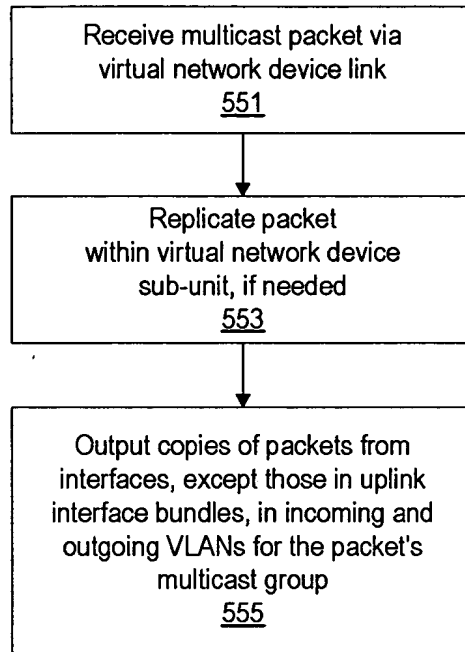 Receive multicast packet via
virtual network device link
551
Replicate packet
within virtual network device
sub-unit, if needed
553
Output copies of packets from
interfaces, except those in uplink
interface bundles, in incoming and
outgoing VLANs for the packet's
multicast group
555